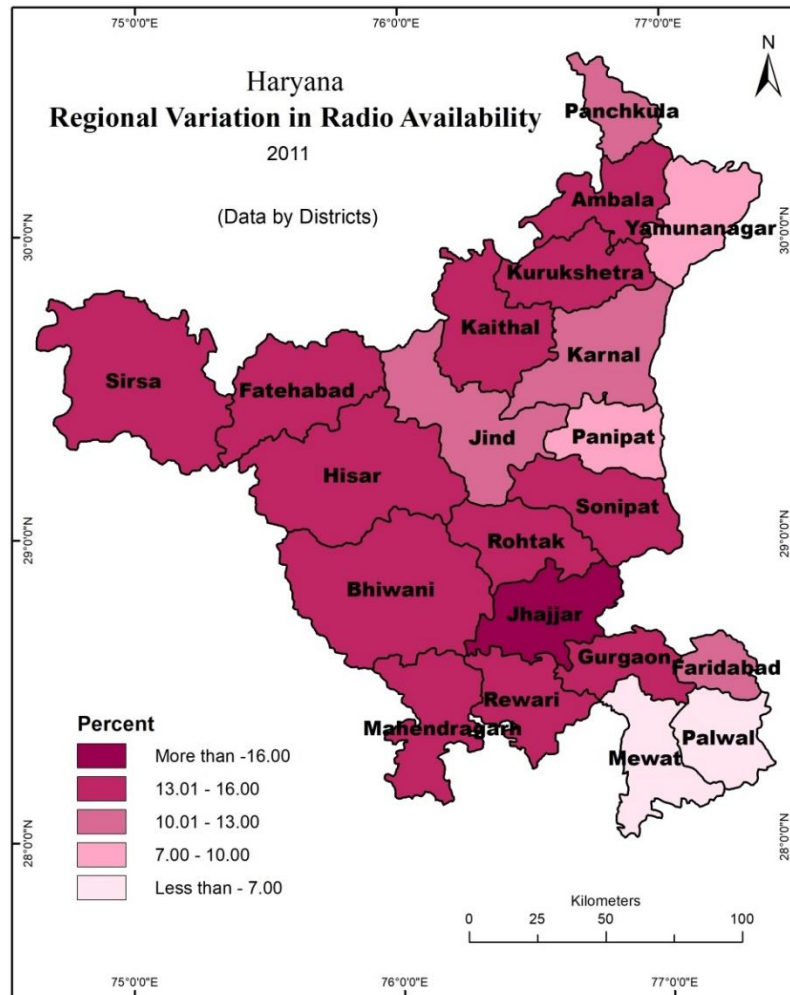 75°0'0"E 76°0'0"E 77°0'0"E
N
Haryana
Regional Variation in Radio Availability
2011
(Data by Districts)
30°0'0"N
30°0'0"N
29°0'0"N
29°0'0"N
28°0'0"N
28°0'0"N
Panchkula
Ambala
Yamunanagar
Kurukshetra
Kaithal
Karnal
Sirsa
Fatehabad
Jind
Panipat
Hisar
Sonipat
Rohtak
Bhiwani
Jhajjar
Gurgaon
Faridabad
Rewari
Mahendragarh
Palwal
Mewat
Percent
More than -16.00
13.01 - 16.00
10.01 - 13.00
7.00 - 10.00
Less than - 7.00
Kilometers
0 25 50 100
75°0'0"E 76°0'0"E 77°0'0"E